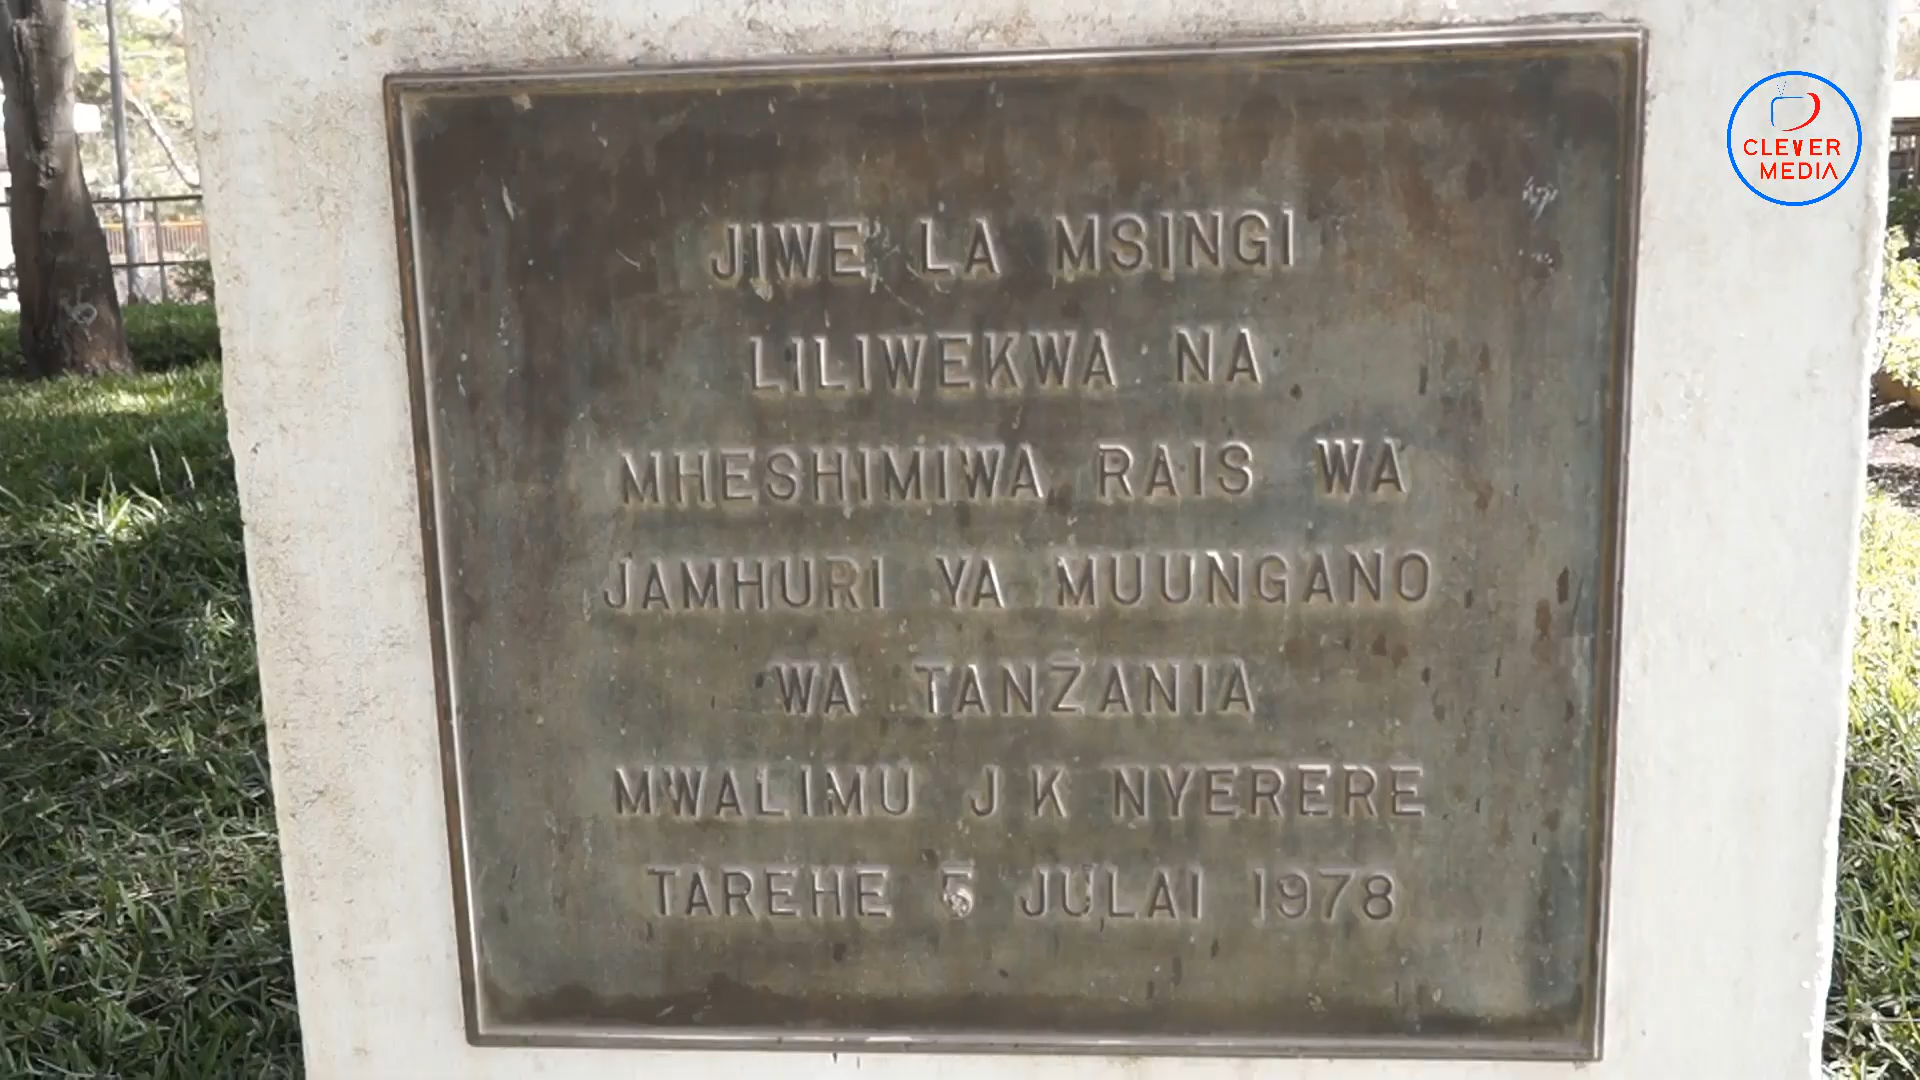 JIWE LA MSINGI
LILIWEKWA NA
MHESHIMIWA RAIS WA
JAMHURI YA MUUNGANO
WA TANZANIA
MWALIMU J K NYERERE
TAREHE 5 JULAI 1978
CLEVER
MEDIA